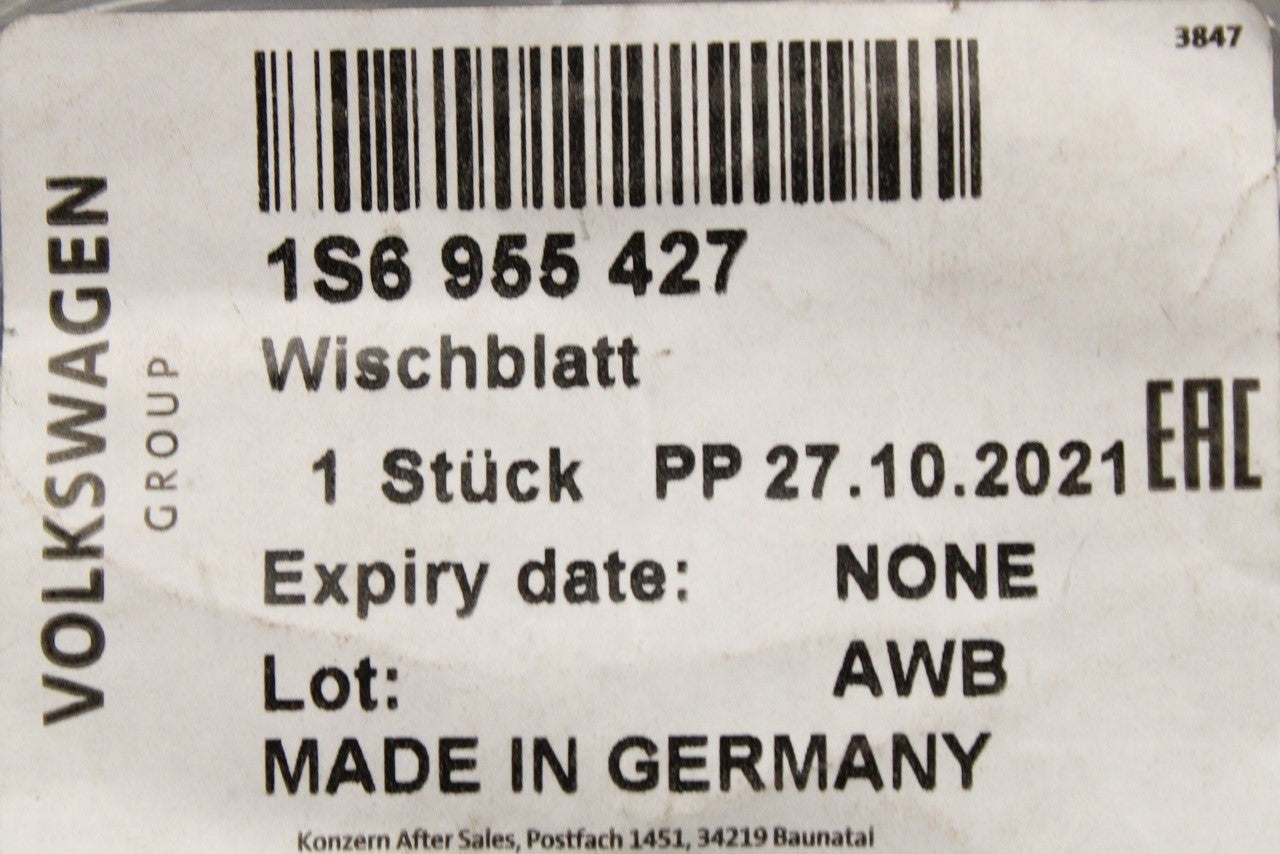 3847
VOLKSWAGEN
GROUP
1S6 955 427
Wischblatt
1 Stück PP 27.10.2021
EAC
Expiry date: NONE
Lot: AWB
MADE IN GERMANY
Konzern After Sales, Postfach 1451, 34219 Baunatal